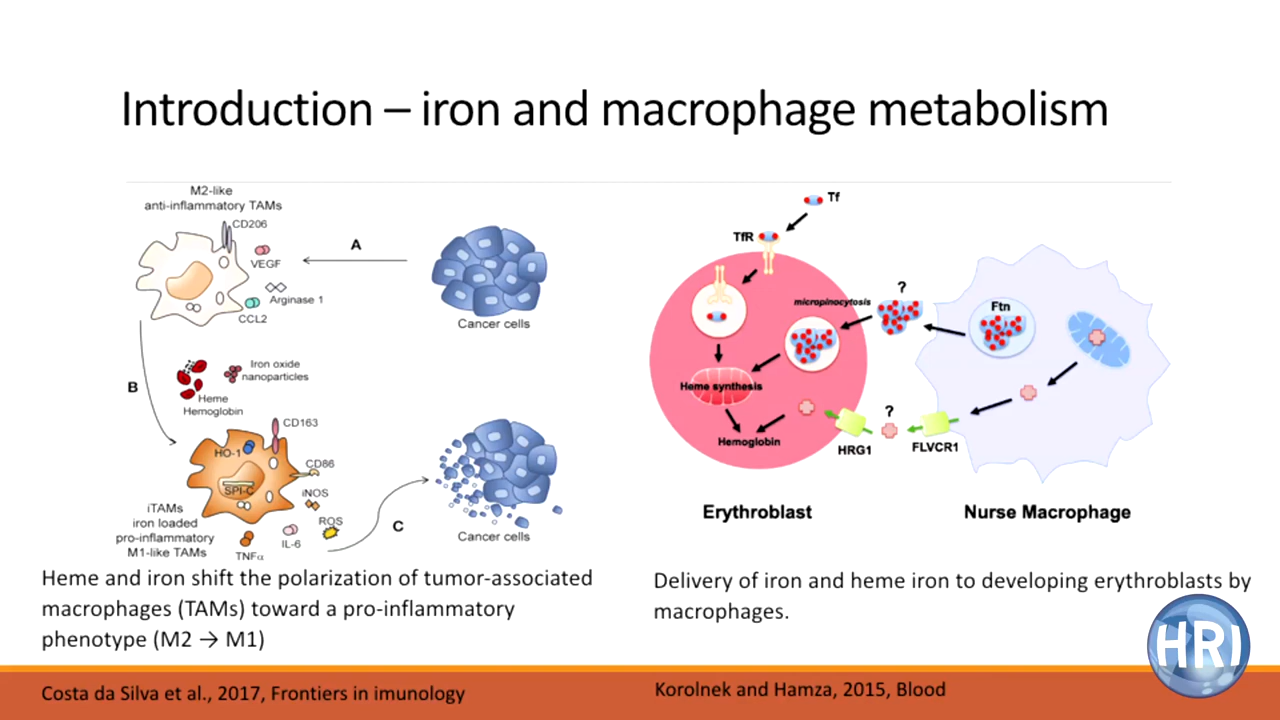 Introduction – iron and macrophage metabolism
M2-like
anti-inflammatory TAMs
CD206
VEGF
Arginase 1
CCL2
A
Cancer cells
B
Iron oxide
nanoparticles
Heme
Hemoglobin
CD163
HO-1
CD86
SPI-C
iNOS
ROS
IL-6
TNFα
iTAMs
iron loaded
pro-inflammatory
M1-like TAMs
C
Cancer cells
Heme and iron shift the polarization of tumor-associated
macrophages (TAMs) toward a pro-inflammatory
phenotype (M2 → M1)
Costa da Silva et al., 2017, Frontiers in imunology
Tf
TfR
micropinocytosis
?
Ftn
Heme synthesis
Hemoglobin
?
HRG1
FLVCR1
Erythroblast
Nurse Macrophage
Delivery of iron and heme iron to developing erythroblasts by
macrophages.
HRI
Korolnek and Hamza, 2015, Blood